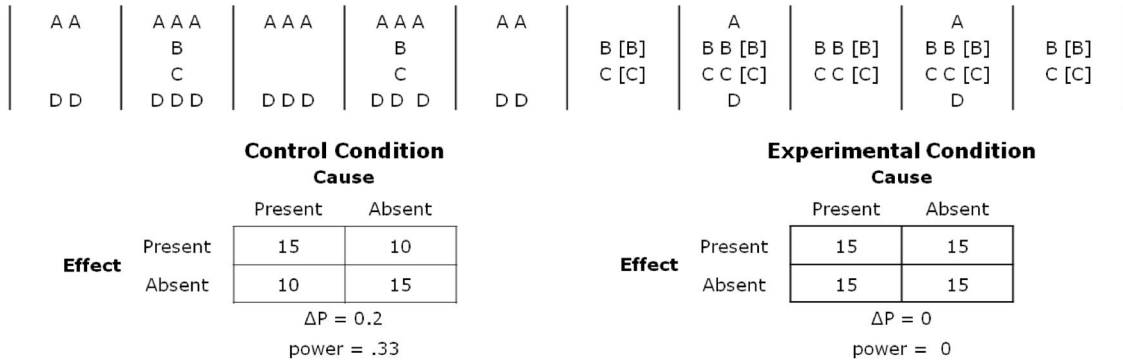 A A A A A A A A A A A A A A A A
B B B B B [B] B B [B] B B [B] B B [B] B [B]
C C C [C] C C [C] C C [C] C C [C] C [C]
D D D D D D D D D D D D D D D D
Control Condition
Cause
Present Absent
Effect
Present 15 10
Absent 10 15
ΔP = 0.2
power = .33
Experimental Condition
Cause
Present Absent
Effect
Present 15 15
Absent 15 15
ΔP = 0
power = 0